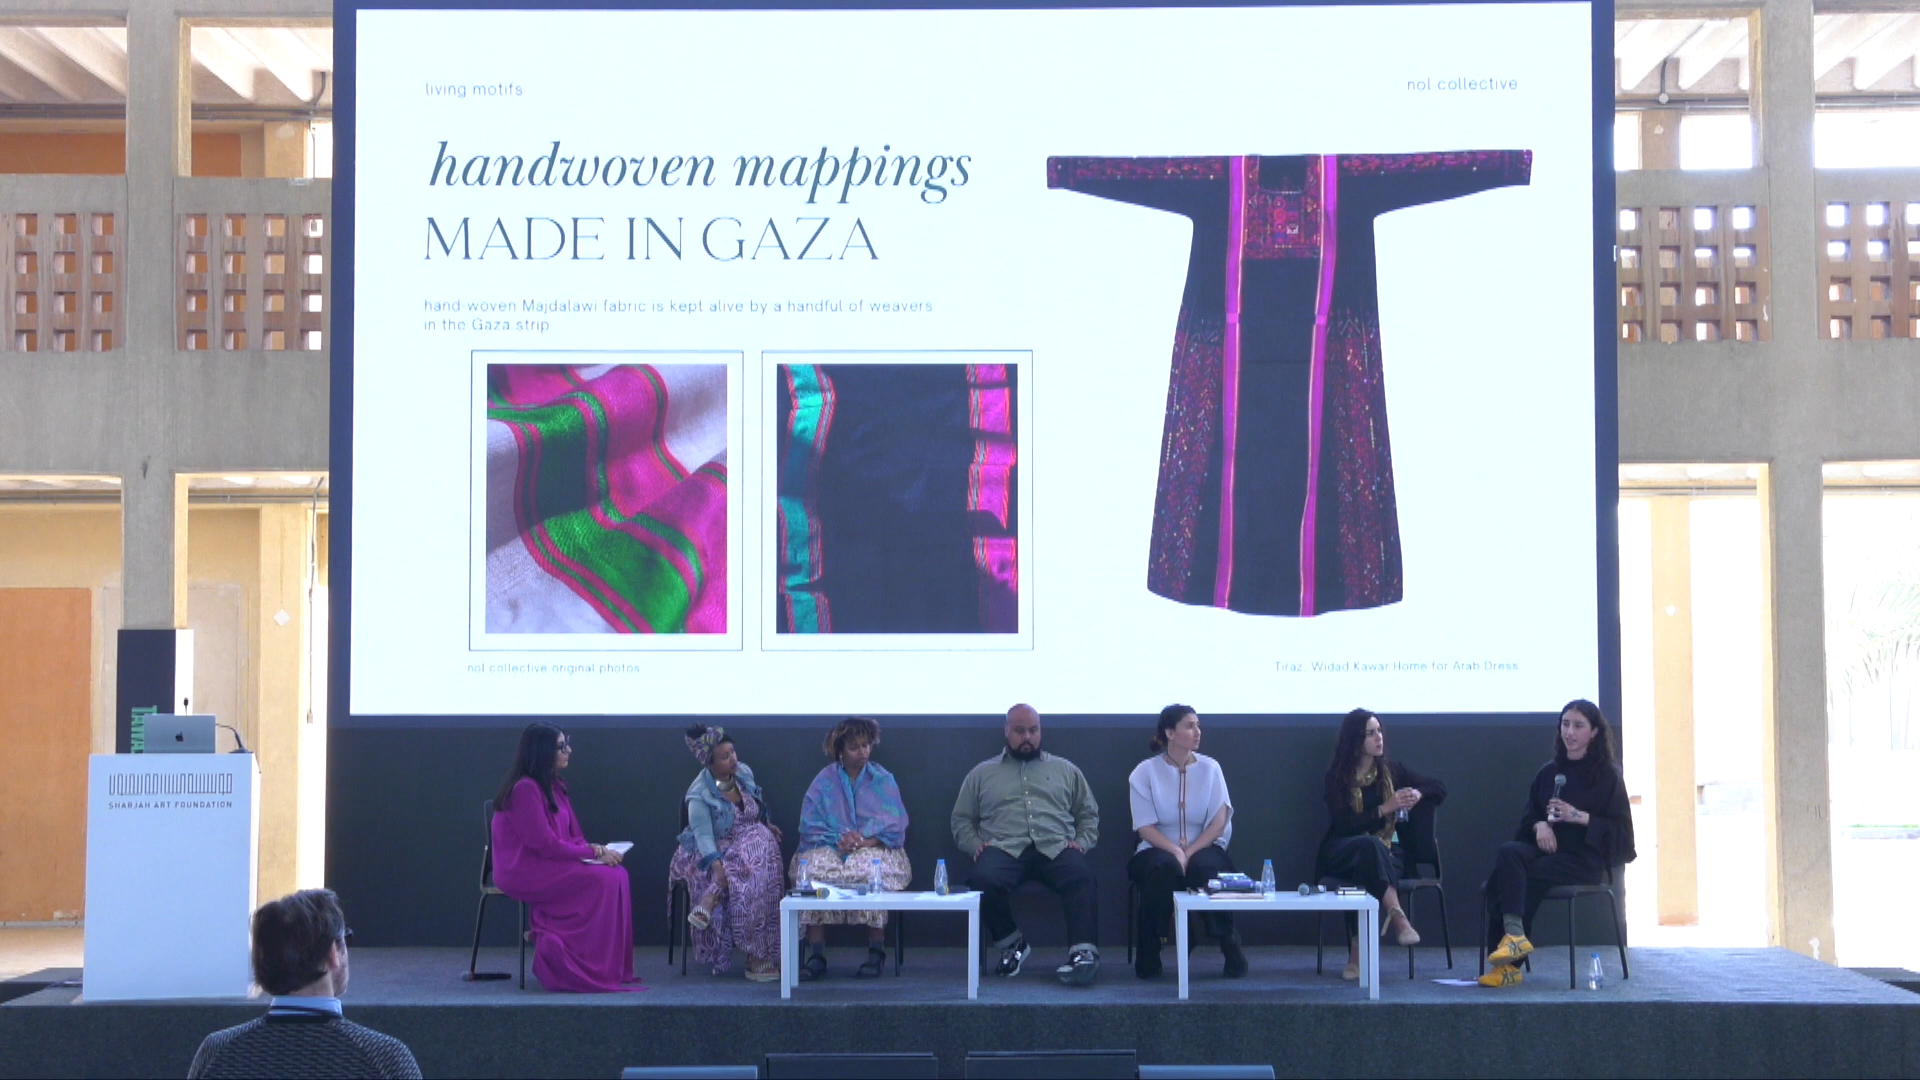 living motifs
nol collective
handwoven mappings
MADE IN GAZA
hand-woven Majdalawi fabric is kept alive by a handful of weavers
in the Gaza strip
nol collective original photos
Tiraz: Widad Kawar Home for Arab Dress
SHARJAH ART FOUNDATION